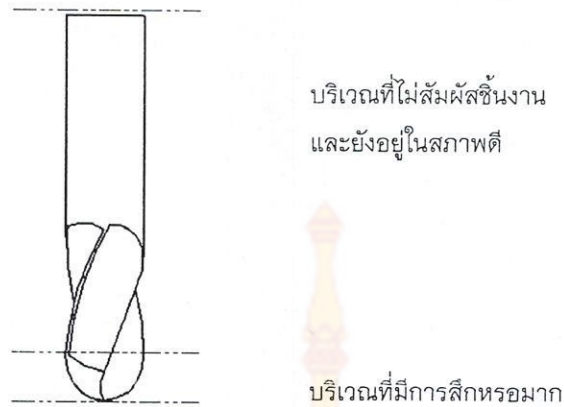 บริเวณที่ไม่สัมผัสชิ้นงาน
และยังอยู่ในสภาพดี
บริเวณที่มีการสึกหรอมาก